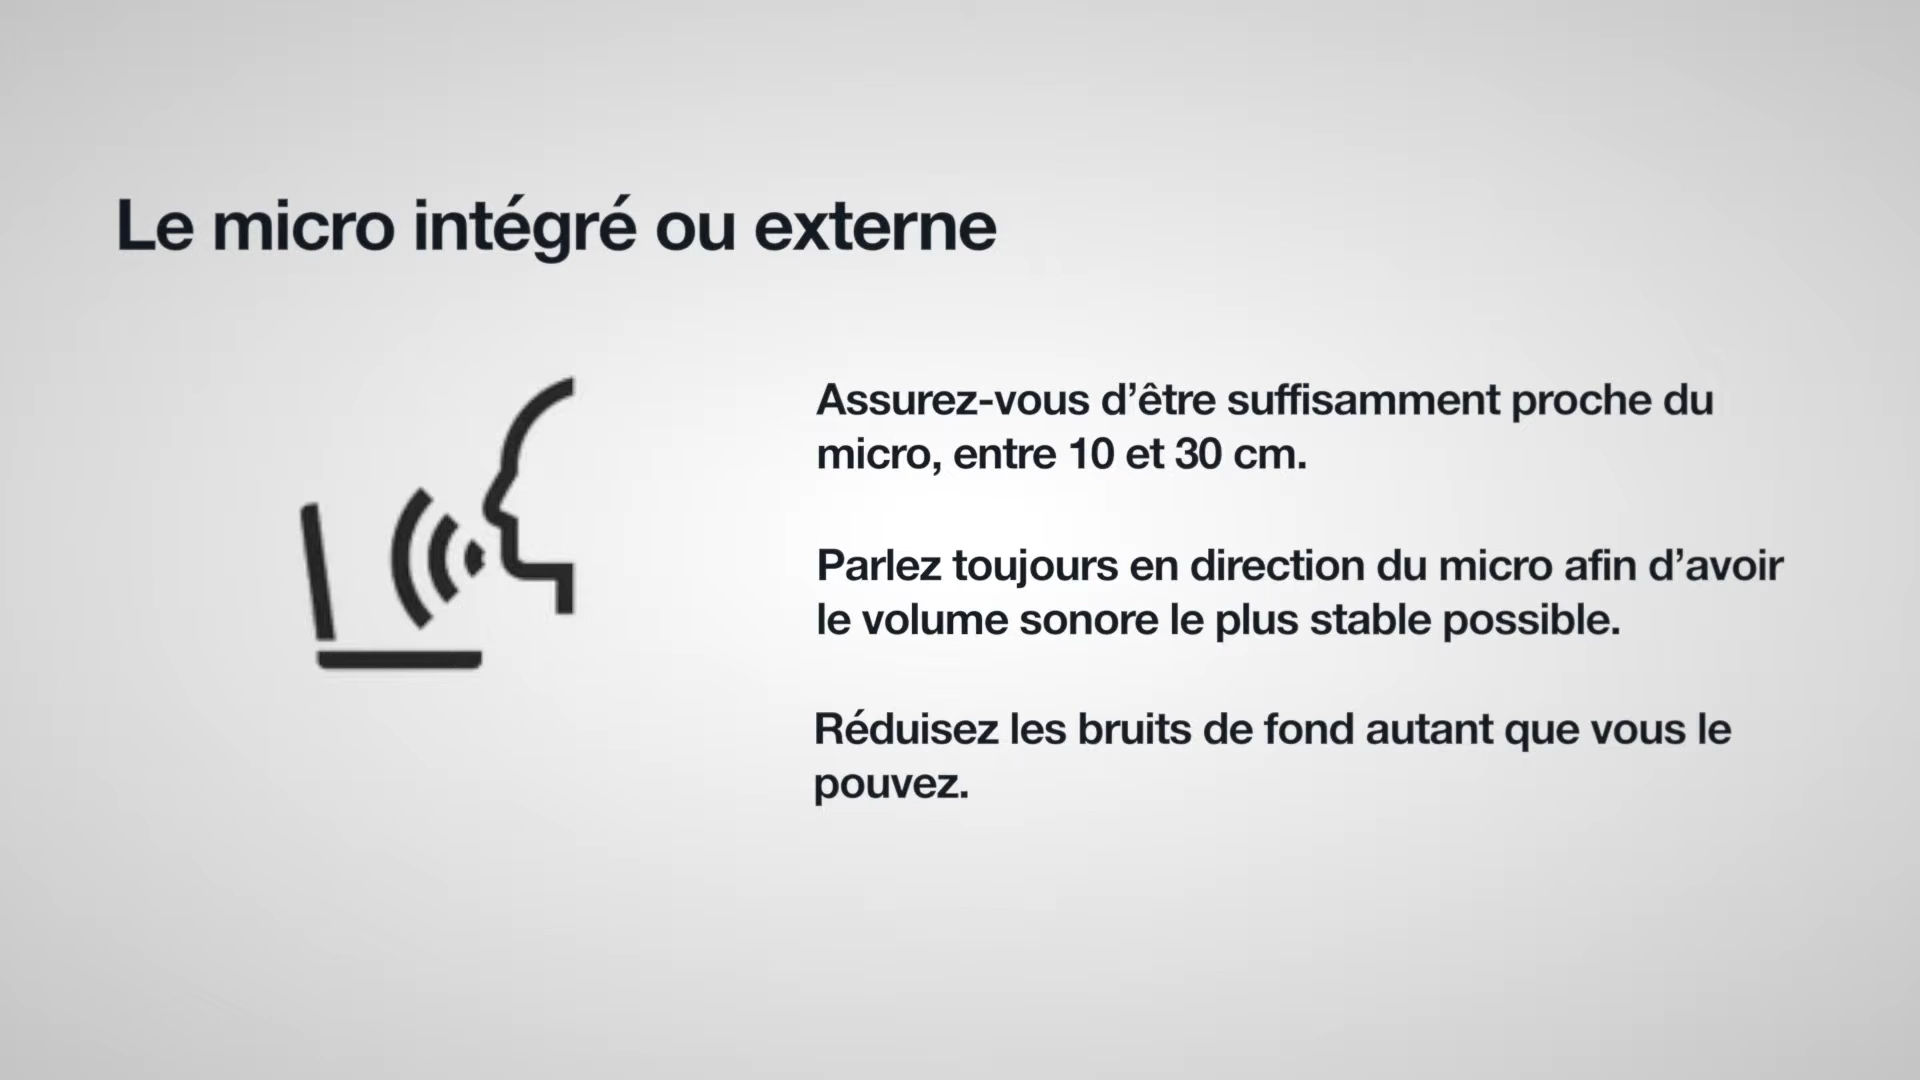 Le micro intégré ou externe
Assurez-vous d’être suffisamment proche du
micro, entre 10 et 30 cm.
Parlez toujours en direction du micro afin d’avoir
le volume sonore le plus stable possible.
Réduisez les bruits de fond autant que vous le
pouvez.